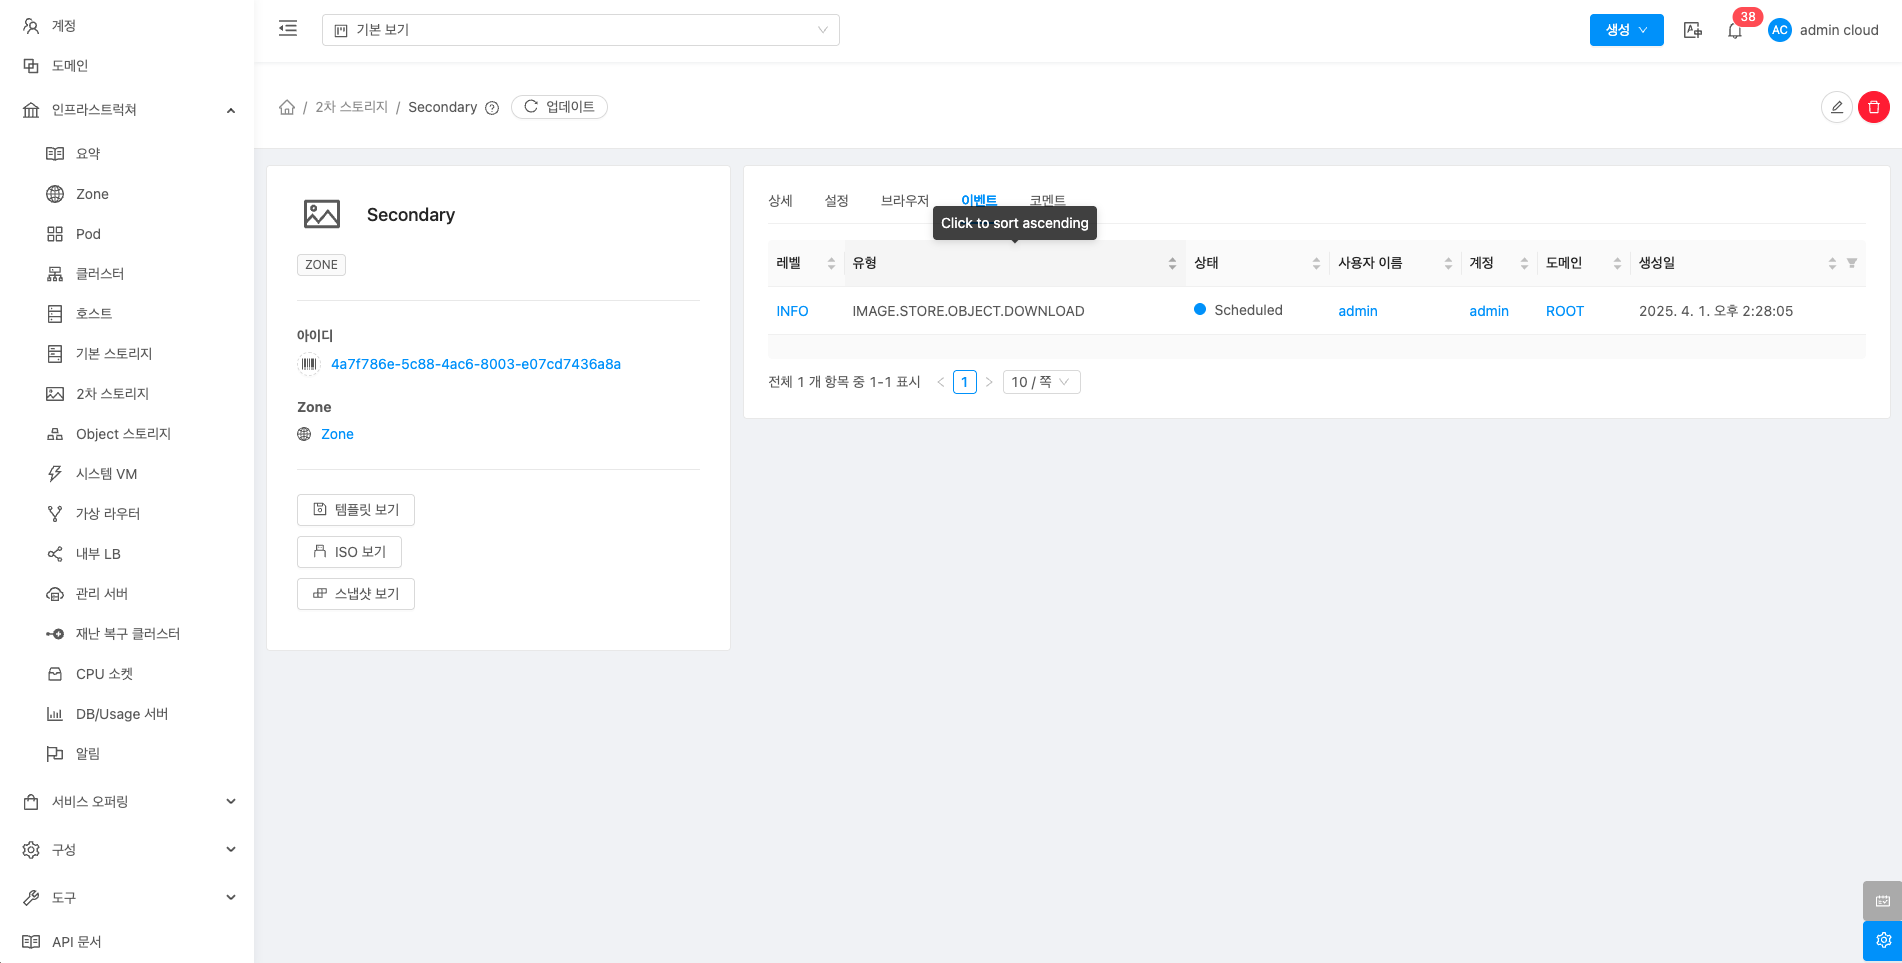 계정
도메인
인프라스트럭쳐
요약
Zone
Pod
클러스터
호스트
기본 스토리지
2차 스토리지
Object 스토리지
시스템 VM
가상 라우터
내부 LB
관리 서버
재난 복구 클러스터
CPU 소켓
DB/Usage 서버
알림
서비스 오퍼링
구성
도구
API 문서
기본 보기
생성
38
AC admin cloud
/ 2차 스토리지 / Secondary 업데이트
Secondary
ZONE
아이디
4a7f786e-5c88-4ac6-8003-e07cd7436a8a
Zone
Zone
템플릿 보기
ISO 보기
스냅샷 보기
상세 설정 브라우저 이벤트 코멘트
Click to sort ascending
레벨 유형 상태 사용자 이름 계정 도메인 생성일
INFO IMAGE.STORE.OBJECT.DOWNLOAD Scheduled admin admin ROOT 2025. 4. 1. 오후 2:28:05
전체 1 개 항목 중 1-1 표시 < 1 > 10 / 쪽